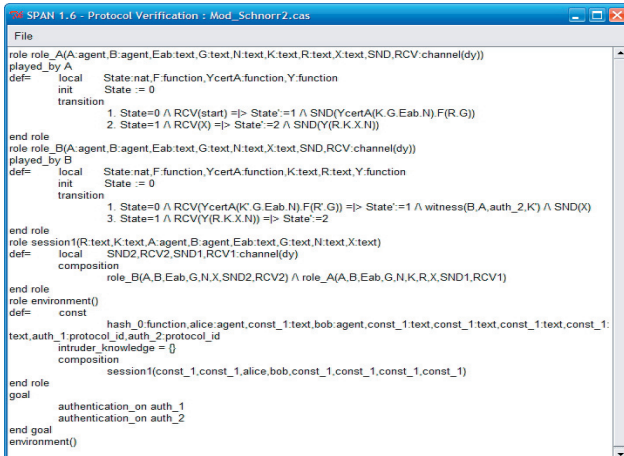 SPAN 1.6 - Protocol Verification : Mod_Schnorr2.cas
File
role role_A(A:agent,B:agent,Eab:text,G:text,N:text,K:text,R:text,X:text,SND,RCV:channel(dy))
played_by A
def= local State:nat,F:function,YcertA:function,Y:function
init State := 0
transition
1. State=0 /\ RCV(start) =|> State':=1 /\ SND(YcertA(K.G.Eab.N).F(R.G))
2. State=1 /\ RCV(X) =|> State':=2 /\ SND(Y(R.K.X.N))
end role
role role_B(A:agent,B:agent,Eab:text,G:text,N:text,X:text,SND,RCV:channel(dy))
played_by B
def= local State:nat,F:function,YcertA:function,K:text,R:text,Y:function
init State := 0
transition
1. State=0 /\ RCV(YcertA(K'.G.Eab.N).F(R'.G)) =|> State':=1 /\ witness(B,A,auth_2,K') /\ SND(X)
3. State=1 /\ RCV(Y(R.K.X.N)) =|> State':=2
end role
role session1(R:text,K:text,A:agent,B:agent,Eab:text,G:text,N:text,X:text)
def= local SND2,RCV2,SND1,RCV1:channel(dy)
composition
role_B(A,B,Eab,G,N,X,SND2,RCV2) /\ role_A(A,B,Eab,G,N,K,R,X,SND1,RCV1)
end role
role environment()
def= const
hash_0:function,alice:agent,const_1:text,bob:agent,const_1:text,const_1:text,const_1:text,const_1:
text,auth_1:protocol_id,auth_2:protocol_id
intruder_knowledge = {}
composition
session1(const_1,const_1,alice,bob,const_1,const_1,const_1,const_1)
end role
goal
authentication_on auth_1
authentication_on auth_2
end goal
environment()